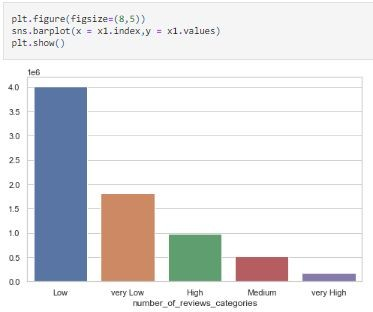 plt.figure(figsize=(8,5))
sns.barplot(x = x1.index,y = x1.values)
plt.show()
1e6
4.0
3.5
3.0
2.5
2.0
1.5
1.0
0.5
0.0
Low very Low High Medium very High
number_of_reviews_categories